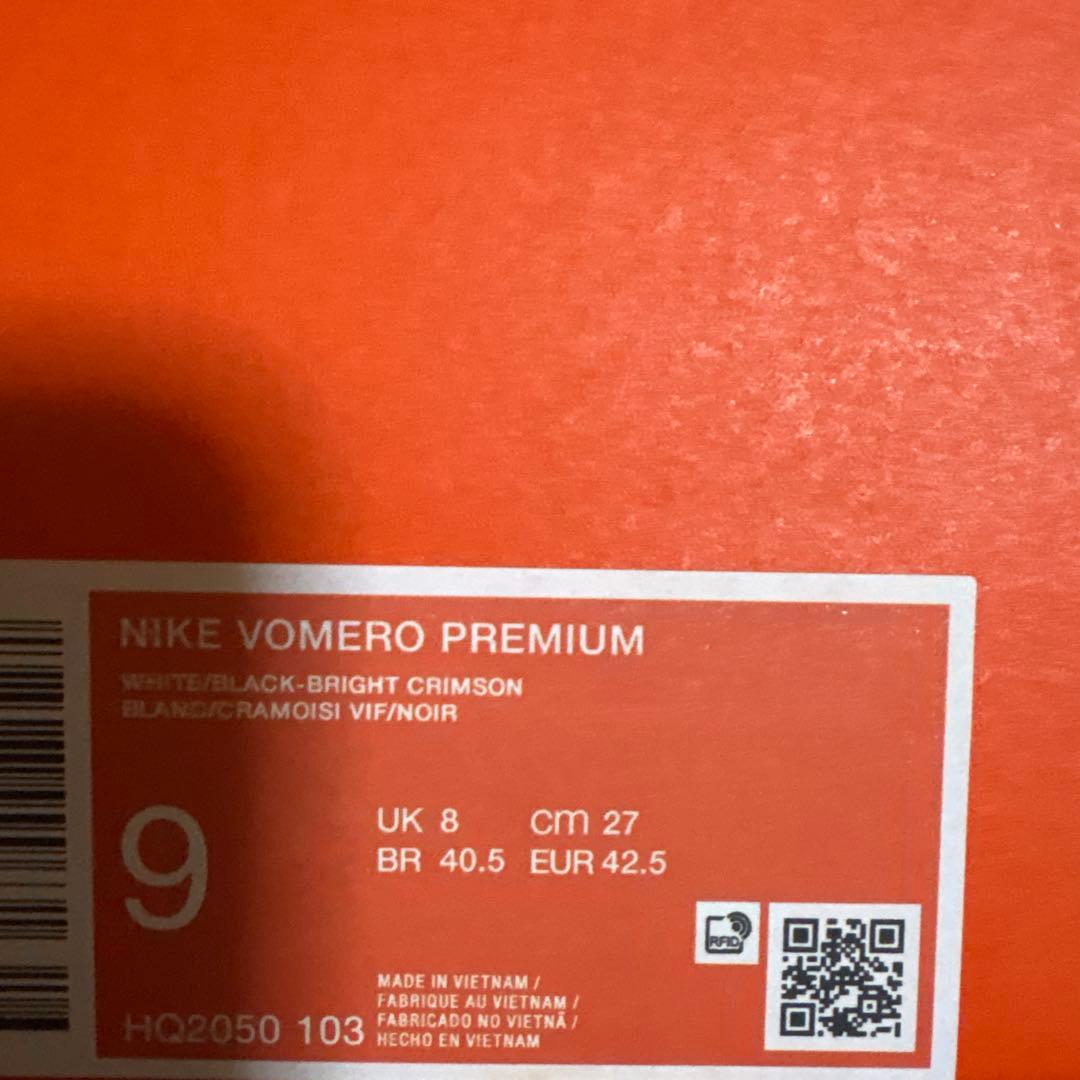 NIKE VOMERO PREMIUM
WHITE/BLACK-BRIGHT CRIMSON
BLANC/CRAMOISI VIF/NOIR
9
UK 8 cm 27
BR 40.5 EUR 42.5
RFID
MADE IN VIETNAM /
FABRIQUE AU VIETNAM /
FABRICADO NO VIETNÃ /
HECHO EN VIETNAM
HQ2050 103